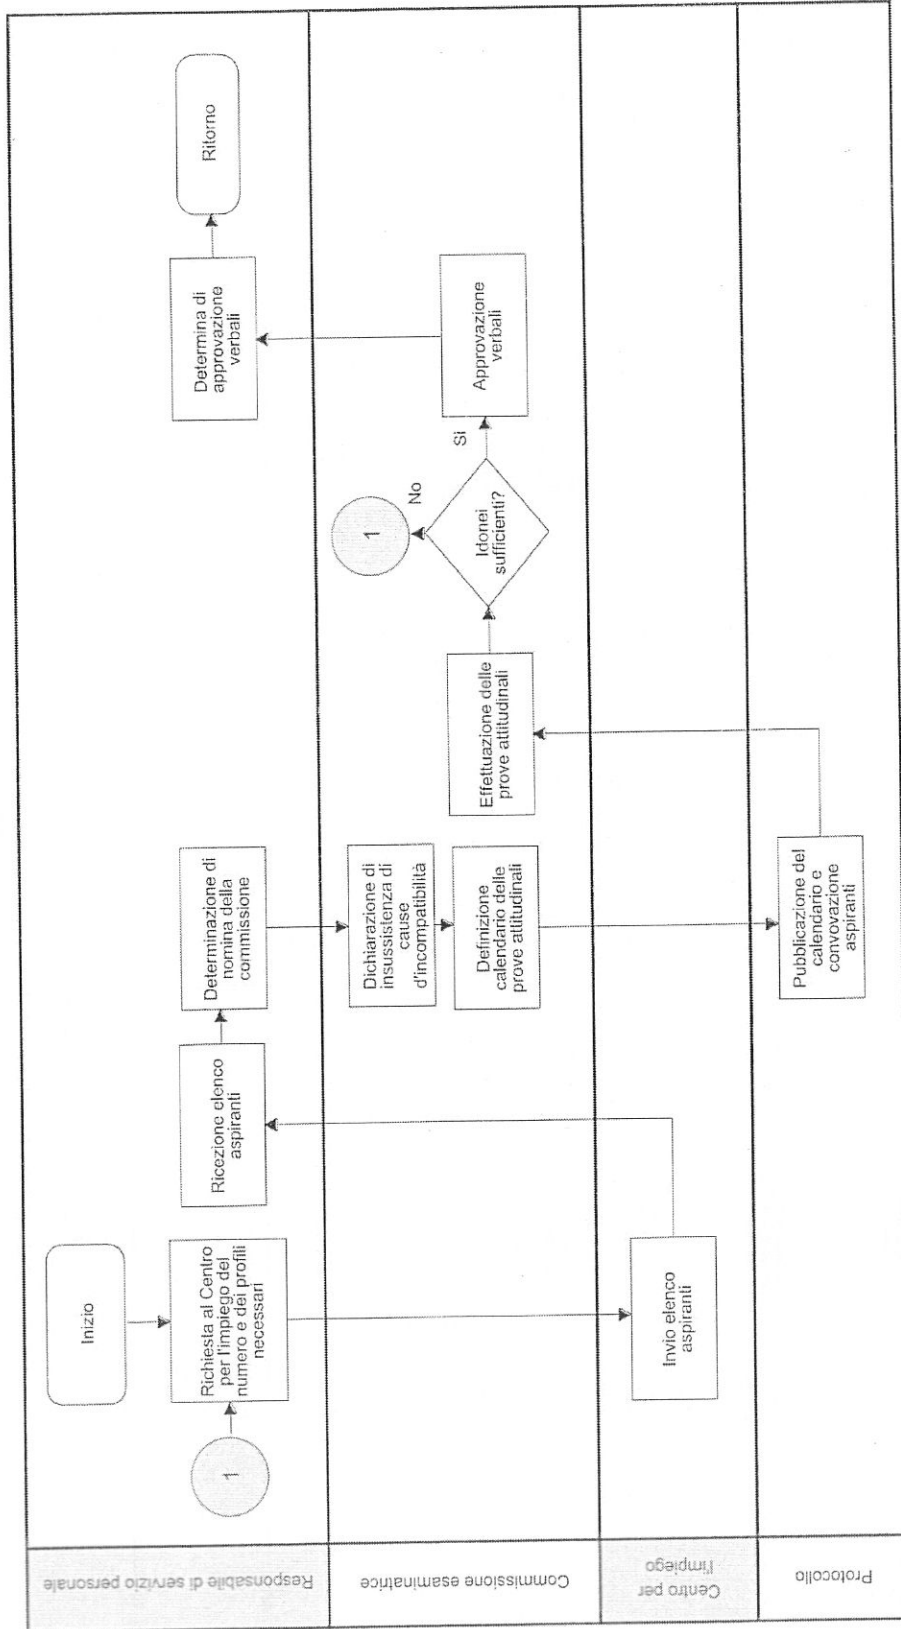 Responsabile di servizio personale
Inizio
1
Richiesta al Centro
per l'impiego del
numero e dei profili
necessari
Ricezione elenco
aspiranti
Determinazione di
nomina della
commissione
Determina di
approvazione
verbali
Ritorno
Commissione esaminatrice
Dichiarazione di
insussistenza di
cause
d'incompatibilità
Definizione
calendario delle
prove attitudinali
Effettuazione delle
prove attitudinali
Idonei
sufficienti?
No
1
Si
Approvazione
verbali
Centro per
l'impiego
Invio elenco
aspiranti
Protocollo
Pubblicazione del
calendario e
convovazione
aspiranti